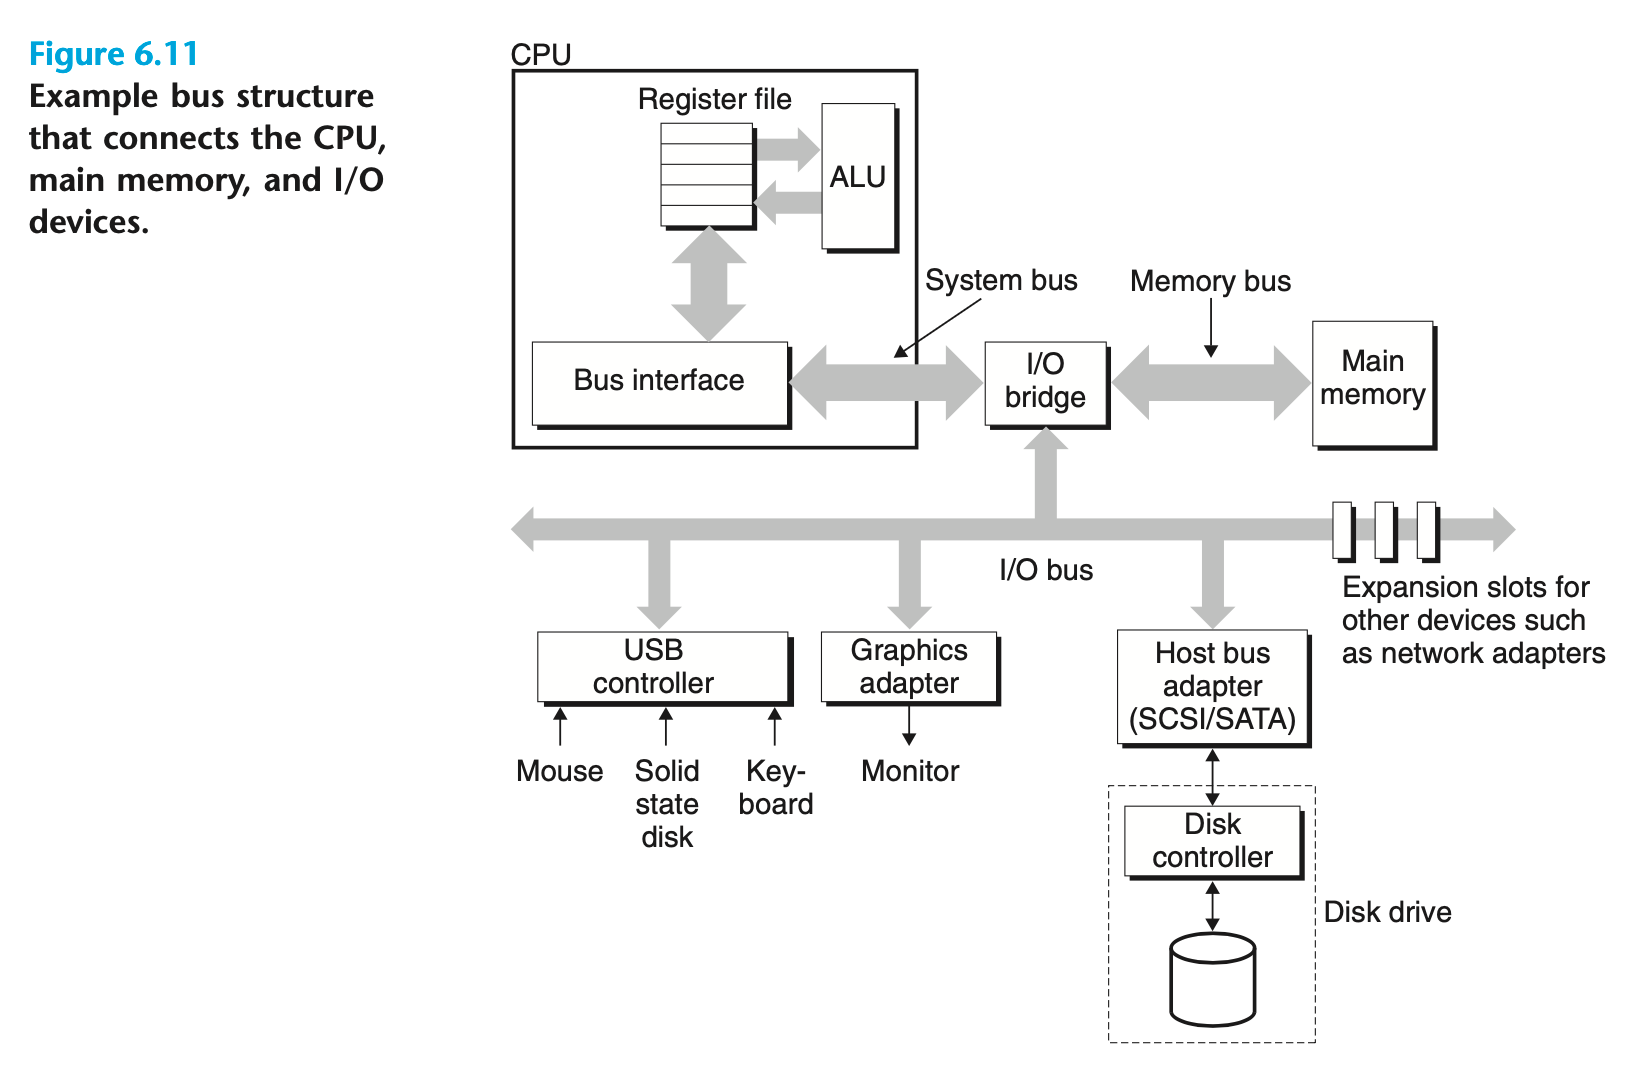 Figure 6.11
Example bus structure
that connects the CPU,
main memory, and I/O
devices.
CPU
Register file
ALU
System bus
Memory bus
Bus interface
I/O
bridge
Main
memory
I/O bus
Expansion slots for
other devices such
as network adapters
USB
controller
Graphics
adapter
Host bus
adapter
(SCSI/SATA)
Mouse
Solid
state
disk
Key-
board
Monitor
Disk
controller
Disk drive